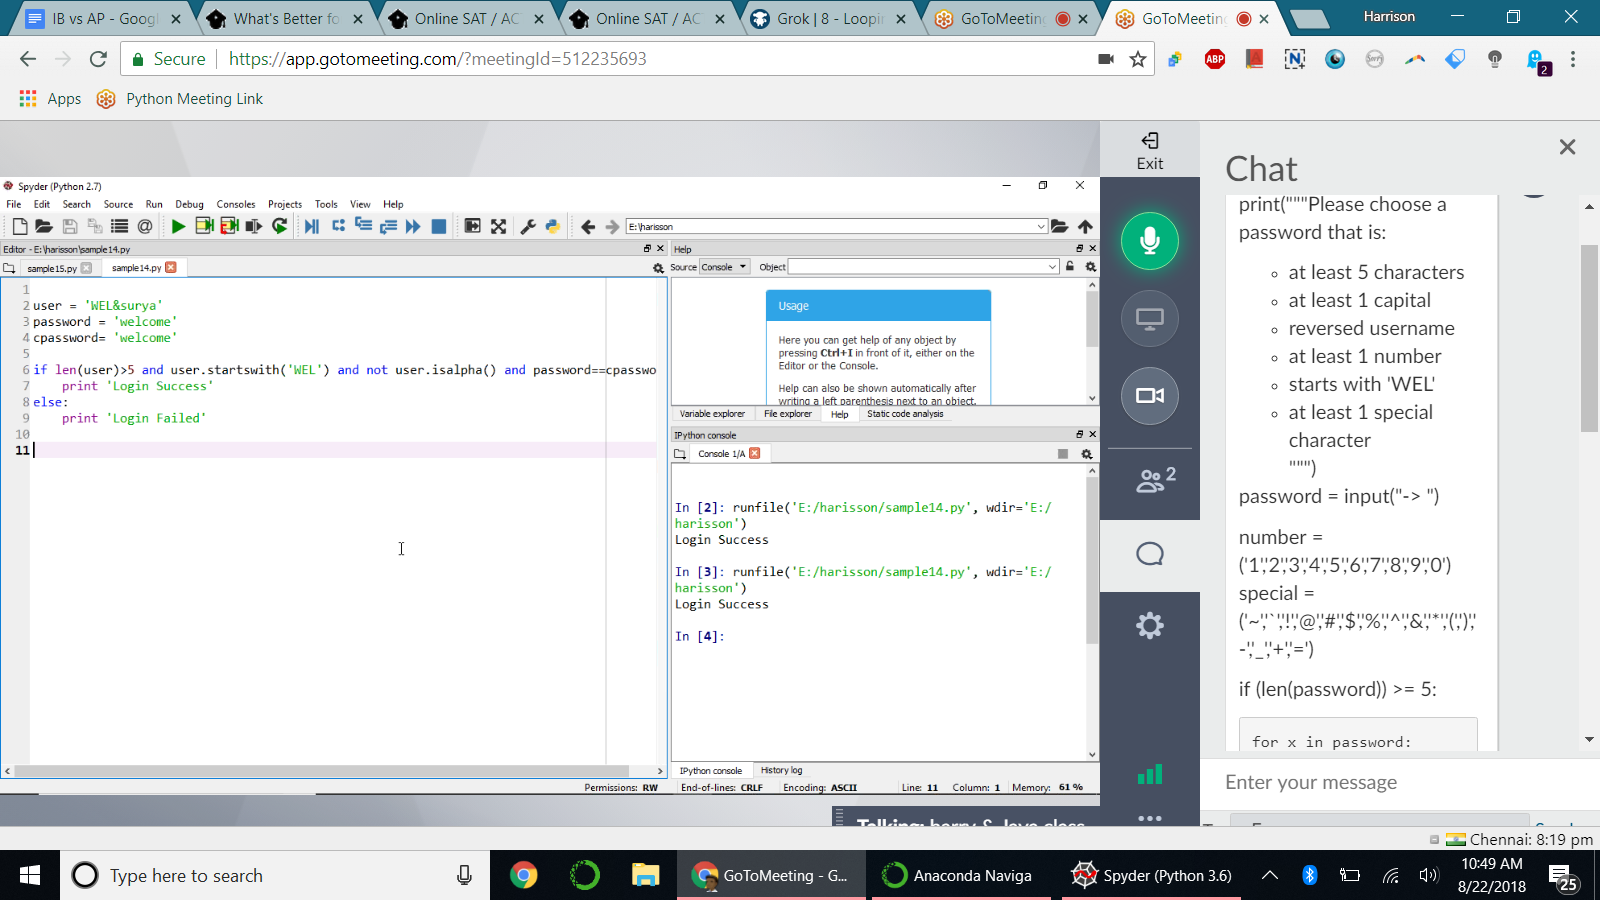 IB vs AP - Goog
What's Better fo
Online SAT / AC
Online SAT / AC
Grok | 8 - Loopi
GoToMeeting
GoToMeeting
Harrison
Secure
https://app.gotomeeting.com/?meetingId=512235693
ABP
2
Apps
Python Meeting Link
Exit
Spyder (Python 2.7)
File Edit Search Source Run Debug Consoles Projects Tools View Help
E:\harisson
Editor - E:\harisson\sample14.py
sample15.py
sample14.py
1
2 user = 'WEL&surya'
3 password = 'welcome'
4 cpassword= 'welcome'
5
6 if len(user)>5 and user.startswith('WEL') and not user.isalpha() and password==cpasswo
7 print 'Login Success'
8 else:
9 print 'Login Failed'
10
11
Help
Source Console Object
Usage
Here you can get help of any object by
pressing Ctrl+I in front of it, either on the
Editor or the Console.
Help can also be shown automatically after
writing a left parenthesis next to an object.
Variable explorer File explorer Help Static code analysis
IPython console
Console 1/A
In [2]: runfile('E:/harisson/sample14.py', wdir='E:/
harisson')
Login Success
In [3]: runfile('E:/harisson/sample14.py', wdir='E:/
harisson')
Login Success
In [4]:
IPython console History log
Permissions: RW End-of-lines: CRLF Encoding: ASCII Line: 11 Column: 1 Memory: 61 %
2
Chat
print("""Please choose a
password that is:
at least 5 characters
at least 1 capital
reversed username
at least 1 number
starts with 'WEL'
at least 1 special
character
""")
password = input("-> ")
number =
('1','2','3','4','5','6','7','8','9','0')
special =
('~','`','!','@','#','$','%','^','&','*','(',')','
-','_','+','=')
if (len(password)) >= 5:
for x in password:
Enter your message
Chennai: 8:19 pm
Type here to search
GoToMeeting - G...
Anaconda Naviga
Spyder (Python 3.6)
10:49 AM
8/22/2018
25